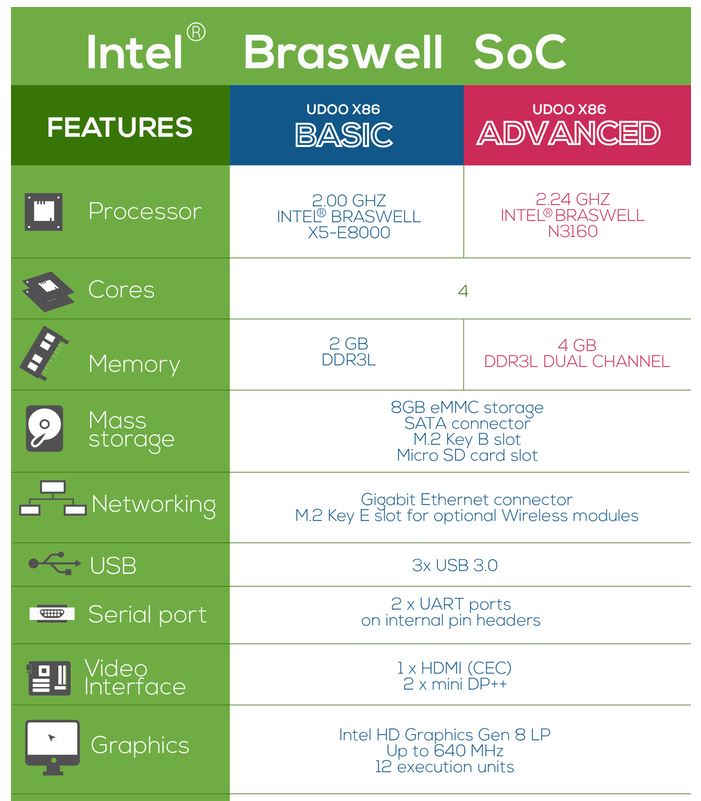 Intel® Braswell SoC
FEATURES
UDOO X86
BASIC
UDOO X86
ADVANCED
Processor
2.00 GHZ
INTEL® BRASWELL
X5-E8000
2.24 GHZ
INTEL® BRASWELL
N3160
Cores
4
Memory
2 GB
DDR3L
4 GB
DDR3L DUAL CHANNEL
Mass
storage
8GB eMMC storage
SATA connector
M.2 Key B slot
Micro SD card slot
Networking
Gigabit Ethernet connector
M.2 Key E slot for optional Wireless modules
USB
3x USB 3.0
Serial port
2 x UART ports
on internal pin headers
Video
Interface
1 x HDMI (CEC)
2 x mini DP++
Graphics
Intel HD Graphics Gen 8 LP
Up to 640 MHz
12 execution units